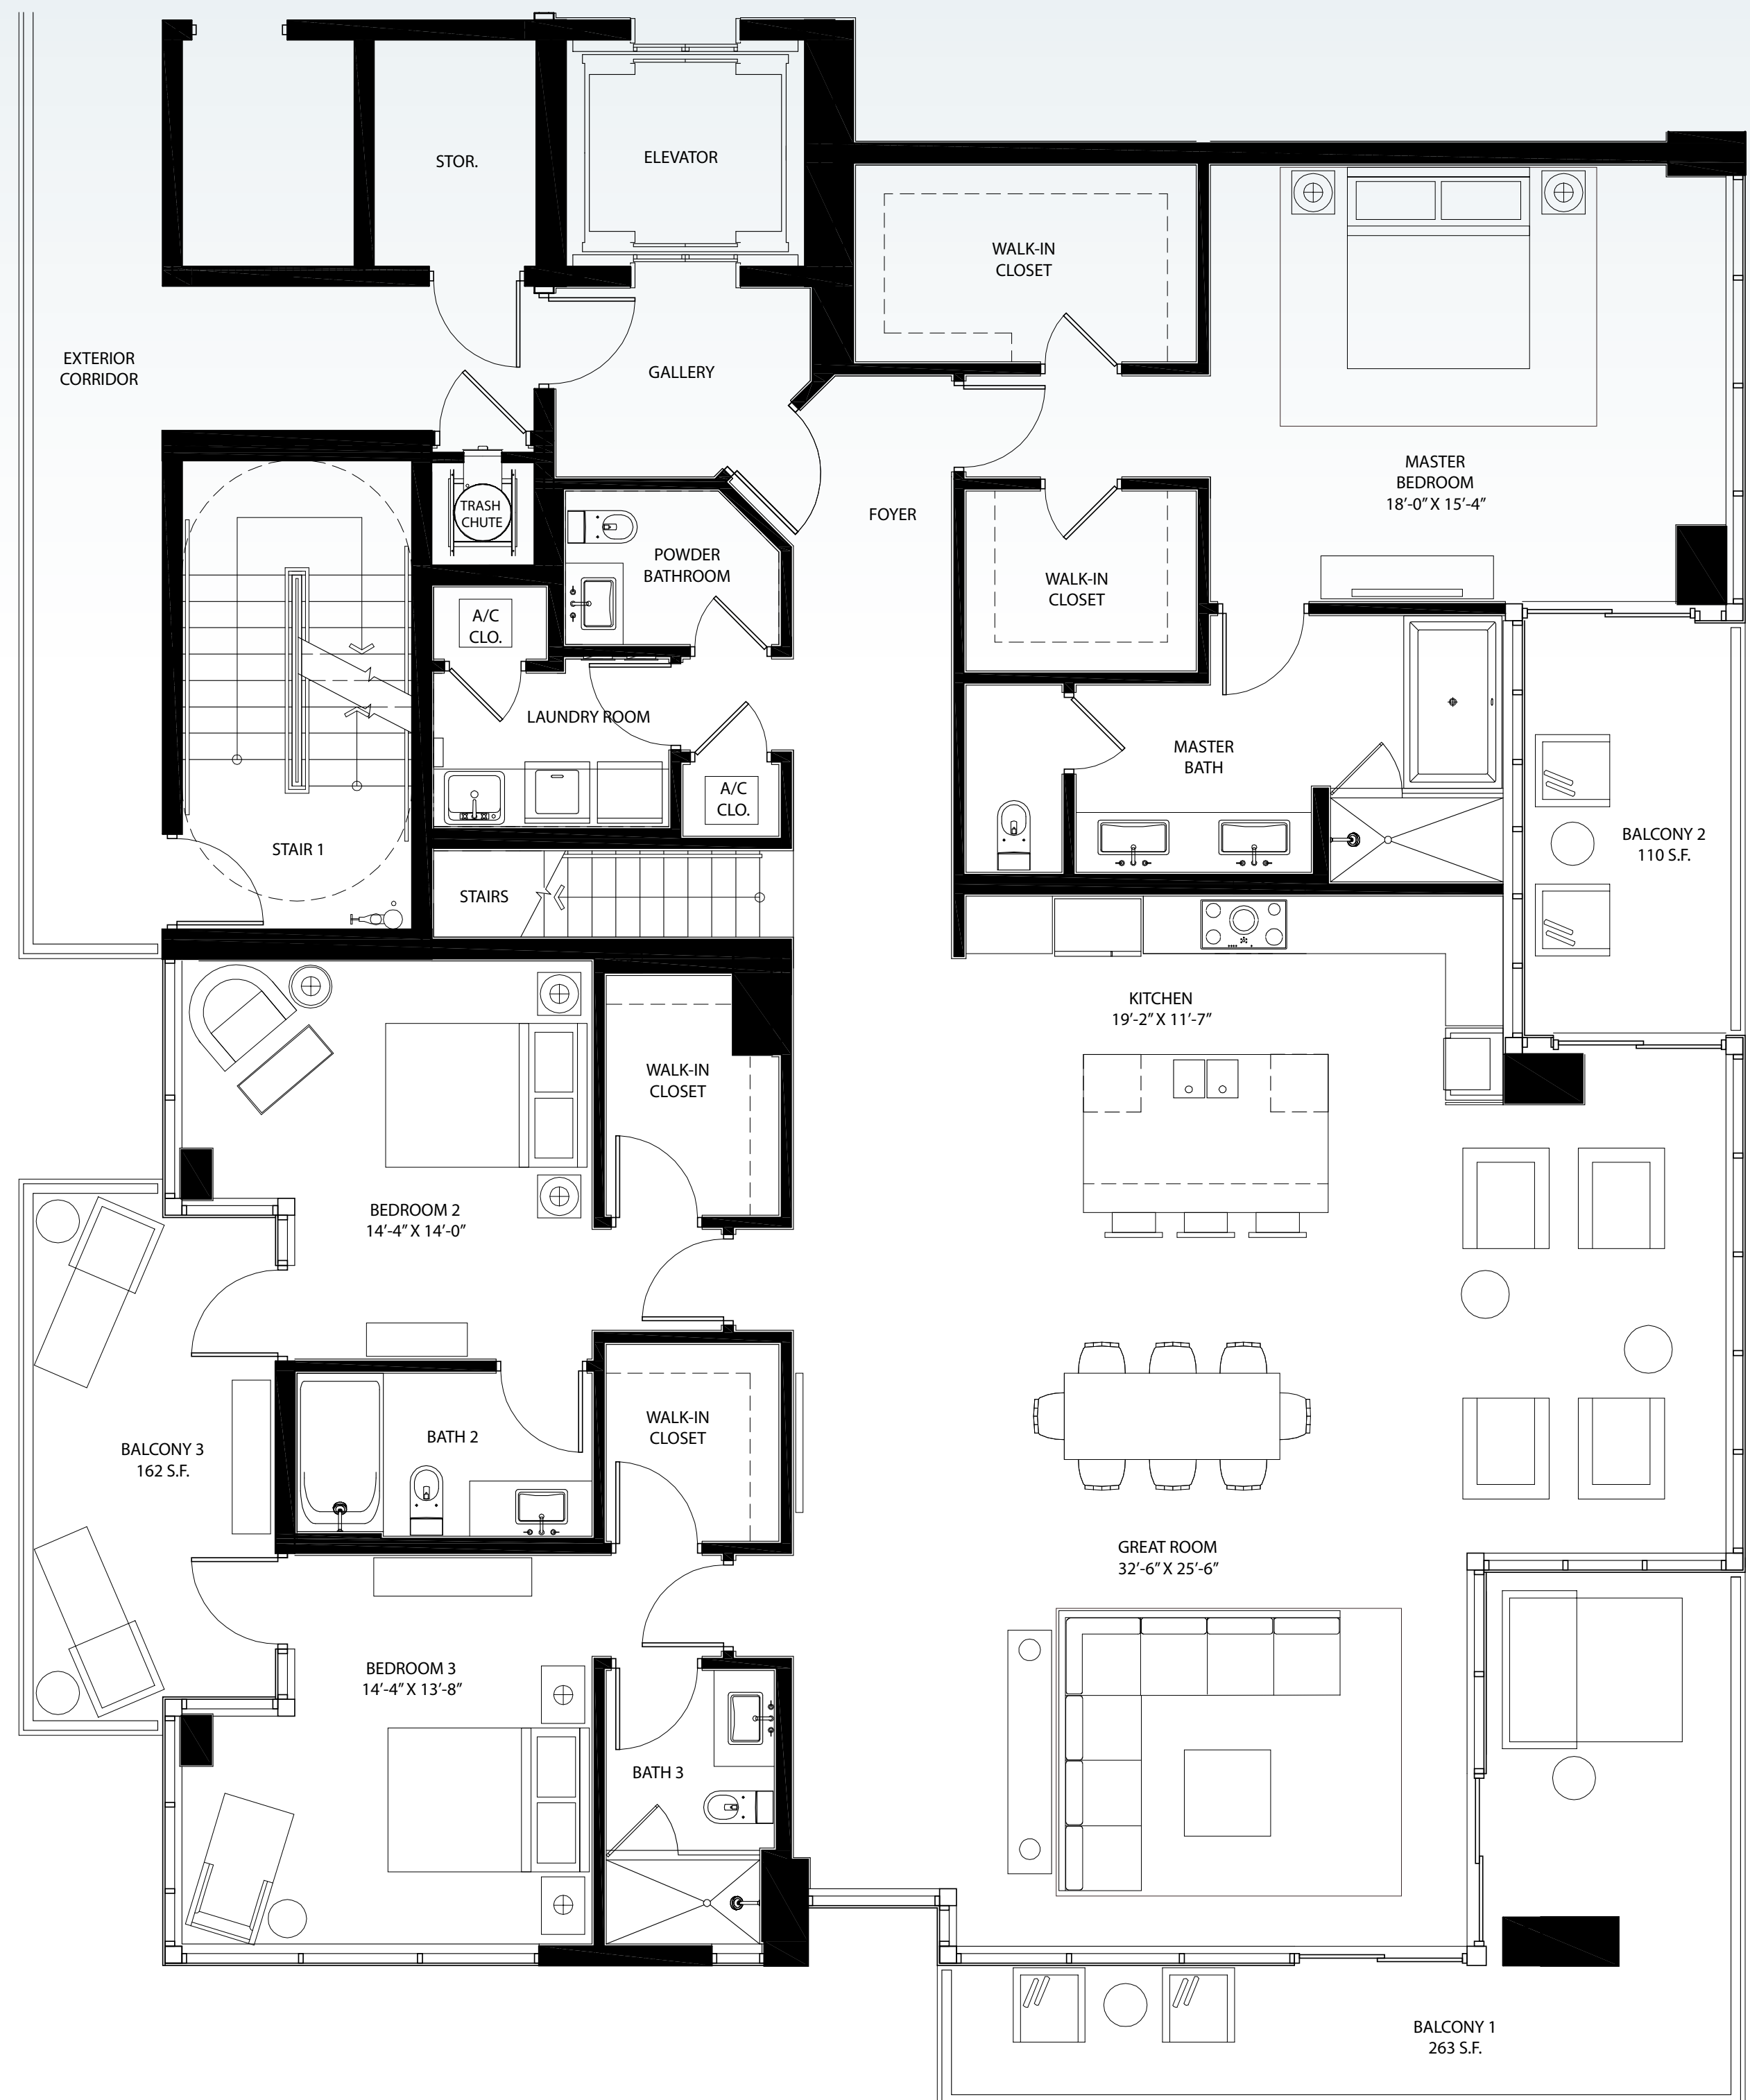 STOR.
ELEVATOR
WALK-IN
CLOSET
EXTERIOR
CORRIDOR
GALLERY
MASTER
BEDROOM
18’-0” X 15’-4”
TRASH
CHUTE
FOYER
POWDER
BATHROOM
WALK-IN
CLOSET
A/C
CLO.
LAUNDRY ROOM
MASTER
BATH
A/C
CLO.
BALCONY 2
110 S.F.
STAIR 1
STAIRS
KITCHEN
19’-2” X 11’-7”
WALK-IN
CLOSET
BEDROOM 2
14’-4” X 14’-0”
WALK-IN
CLOSET
BATH 2
BALCONY 3
162 S.F.
GREAT ROOM
32’-6” X 25’-6”
BEDROOM 3
14’-4” X 13’-8”
BATH 3
BALCONY 1
263 S.F.